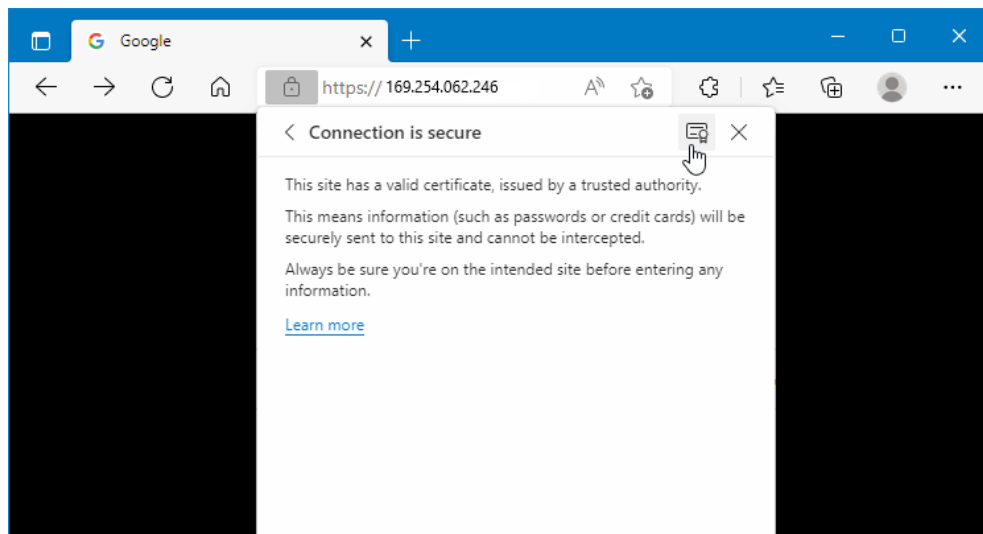 Google
https:// 169.254.062.246
Connection is secure
This site has a valid certificate, issued by a trusted authority.
This means information (such as passwords or credit cards) will be
securely sent to this site and cannot be intercepted.
Always be sure you're on the intended site before entering any
information.
Learn more